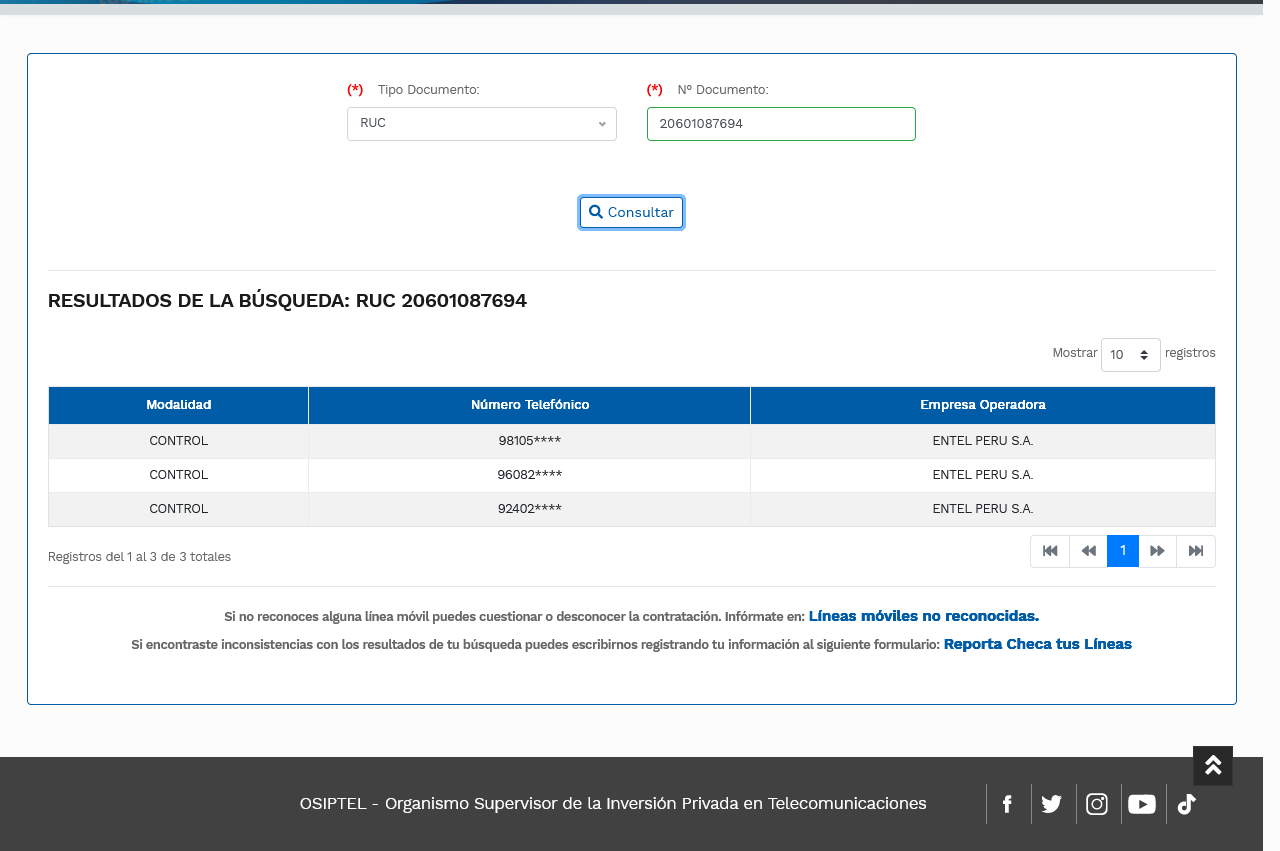 (*) Tipo Documento: (*) Nº Documento:
RUC 20601087694
Consultar
RESULTADOS DE LA BÚSQUEDA: RUC 20601087694
Mostrar 10 registros
Modalidad Número Telefónico Empresa Operadora
CONTROL 98105**** ENTEL PERU S.A.
CONTROL 96082**** ENTEL PERU S.A.
CONTROL 92402**** ENTEL PERU S.A.
Registros del 1 al 3 de 3 totales 1
Si no reconoces alguna línea móvil puedes cuestionar o desconocer la contratación. Infórmate en: Líneas móviles no reconocidas.
Si encontraste inconsistencias con los resultados de tu búsqueda puedes escribirnos registrando tu información al siguiente formulario: Reporta Checa tus Líneas
OSIPTEL - Organismo Supervisor de la Inversión Privada en Telecomunicaciones